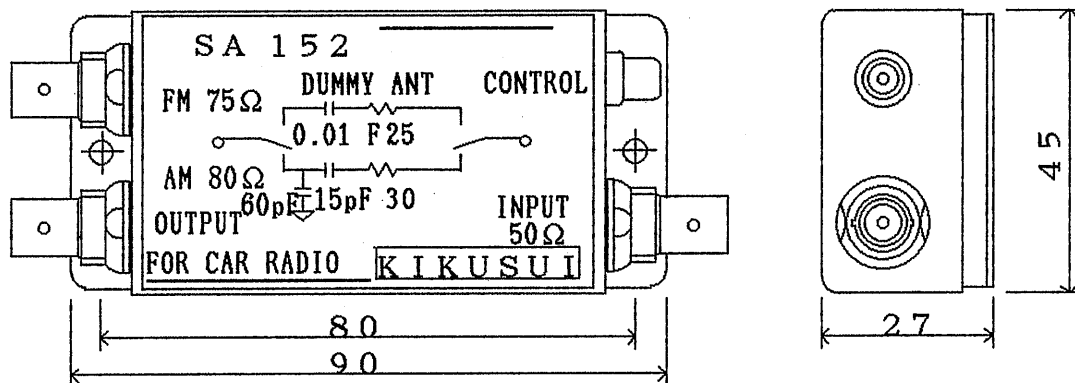 SA 152
DUMMY ANT
CONTROL
FM 75Ω
0.01 F 25
AM 80Ω
60pF 15pF 30
OUTPUT
INPUT
50Ω
FOR CAR RADIO
KIKUSUI
80
90
45
27